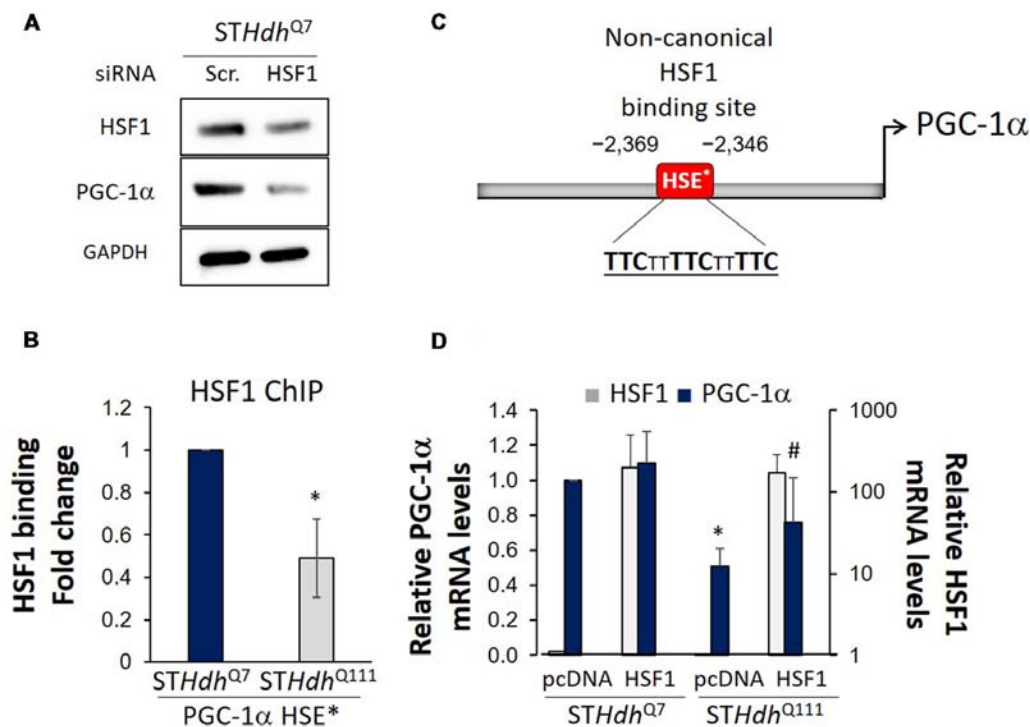 A
STHdhQ7
siRNA Scr. HSF1
HSF1
PGC-1α
GAPDH
C
Non-canonical
HSF1
binding site
−2,369 −2,346
PGC-1α
HSE*
TTCTTTTCTTTTC
B
HSF1 ChIP
HSF1 binding
Fold change
1.2
1
0.8
0.6
0.4
0.2
0
*
STHdhQ7 STHdhQ111
PGC-1α HSE*
D
HSF1 PGC-1α
Relative PGC-1α
mRNA levels
1.4
1.2
1.0
0.8
0.6
0.4
0.2
0.0
*
#
1000
100
10
1
Relative HSF1
mRNA levels
pcDNA HSF1 pcDNA HSF1
STHdhQ7 STHdhQ111